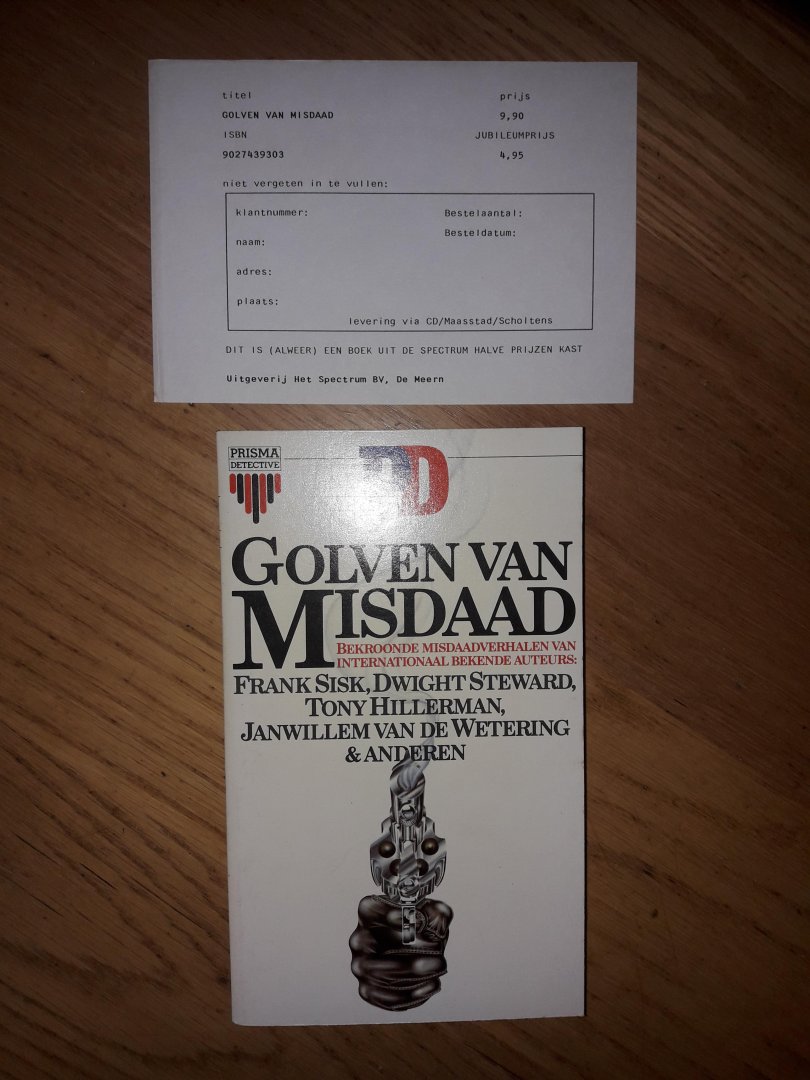 titel prijs
GOLVEN VAN MISDAAD 9,90
ISBN JUBILEUMPRIJS
9027439303 4,95
niet vergeten in te vullen:
klantnummer: Bestelaantal:
Besteldatum:
naam:
adres:
plaats:
levering via CD/Maasstad/Scholtens
DIT IS (ALWEER) EEN BOEK UIT DE SPECTRUM HALVE PRIJZEN KAST
Uitgeverij Het Spectrum BV, De Meern
PRISMA
DETECTIVE
PD
GOLVEN VAN
MISDAAD
BEKROONDE MISDAADVERHALEN VAN
INTERNATIONAAL BEKENDE AUTEURS:
FRANK SISK, DWIGHT STEWARD,
TONY HILLERMAN,
JANWILLEM VAN DE WETERING
& ANDEREN